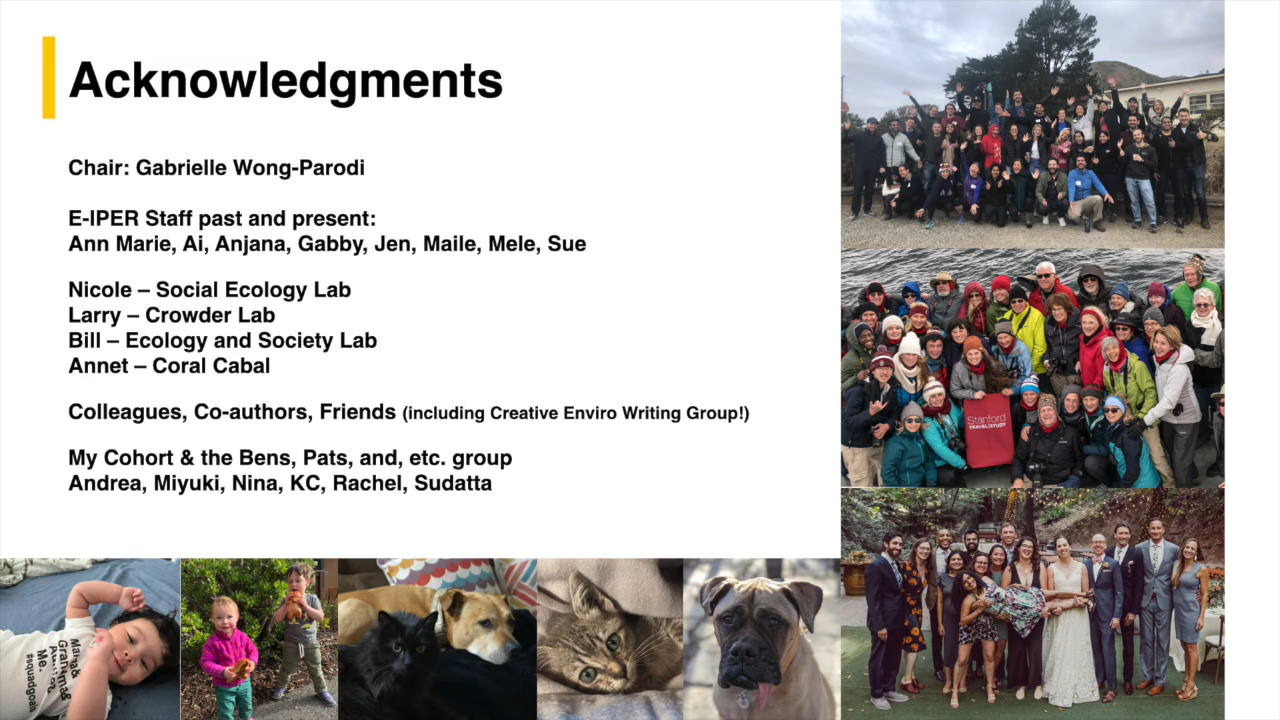 Acknowledgments
Chair: Gabrielle Wong-Parodi
E-IPER Staff past and present:
Ann Marie, Ai, Anjana, Gabby, Jen, Maile, Mele, Sue
Nicole – Social Ecology Lab
Larry – Crowder Lab
Bill – Ecology and Society Lab
Annet – Coral Cabal
Colleagues, Co-authors, Friends (including Creative Enviro Writing Group!)
My Cohort & the Bens, Pats, and, etc. group
Andrea, Miyuki, Nina, KC, Rachel, Sudatta
Stanford
TRAVEL/STUDY
Mama &
Me.
#squadgoals